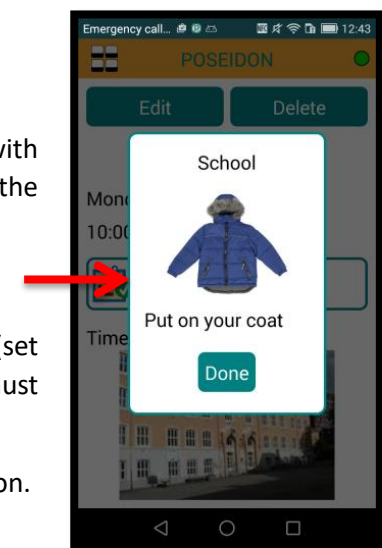 Emergency call... 12:43
POSEIDON
Edit Delete
School
with
the
Mon
10:00
Put on your coat
Time
(set
Done
must
on.